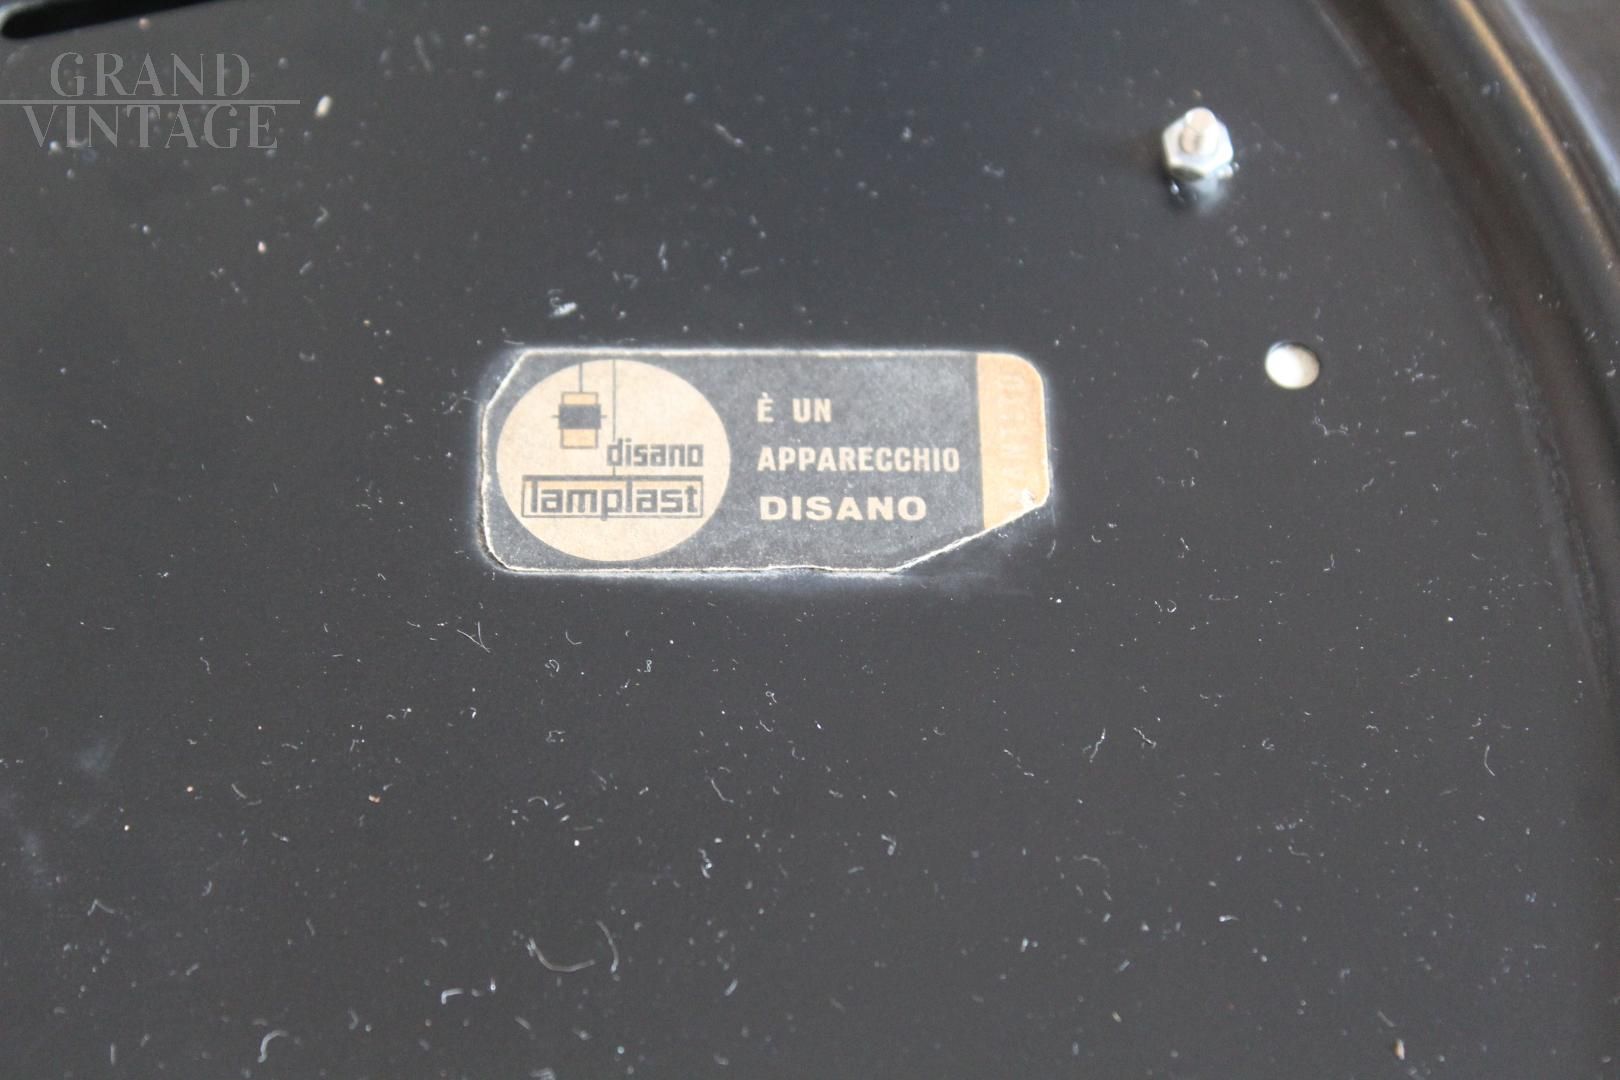 GRAND
VINTAGE
disano
lamplast
È UN
APPARECCHIO
DISANO